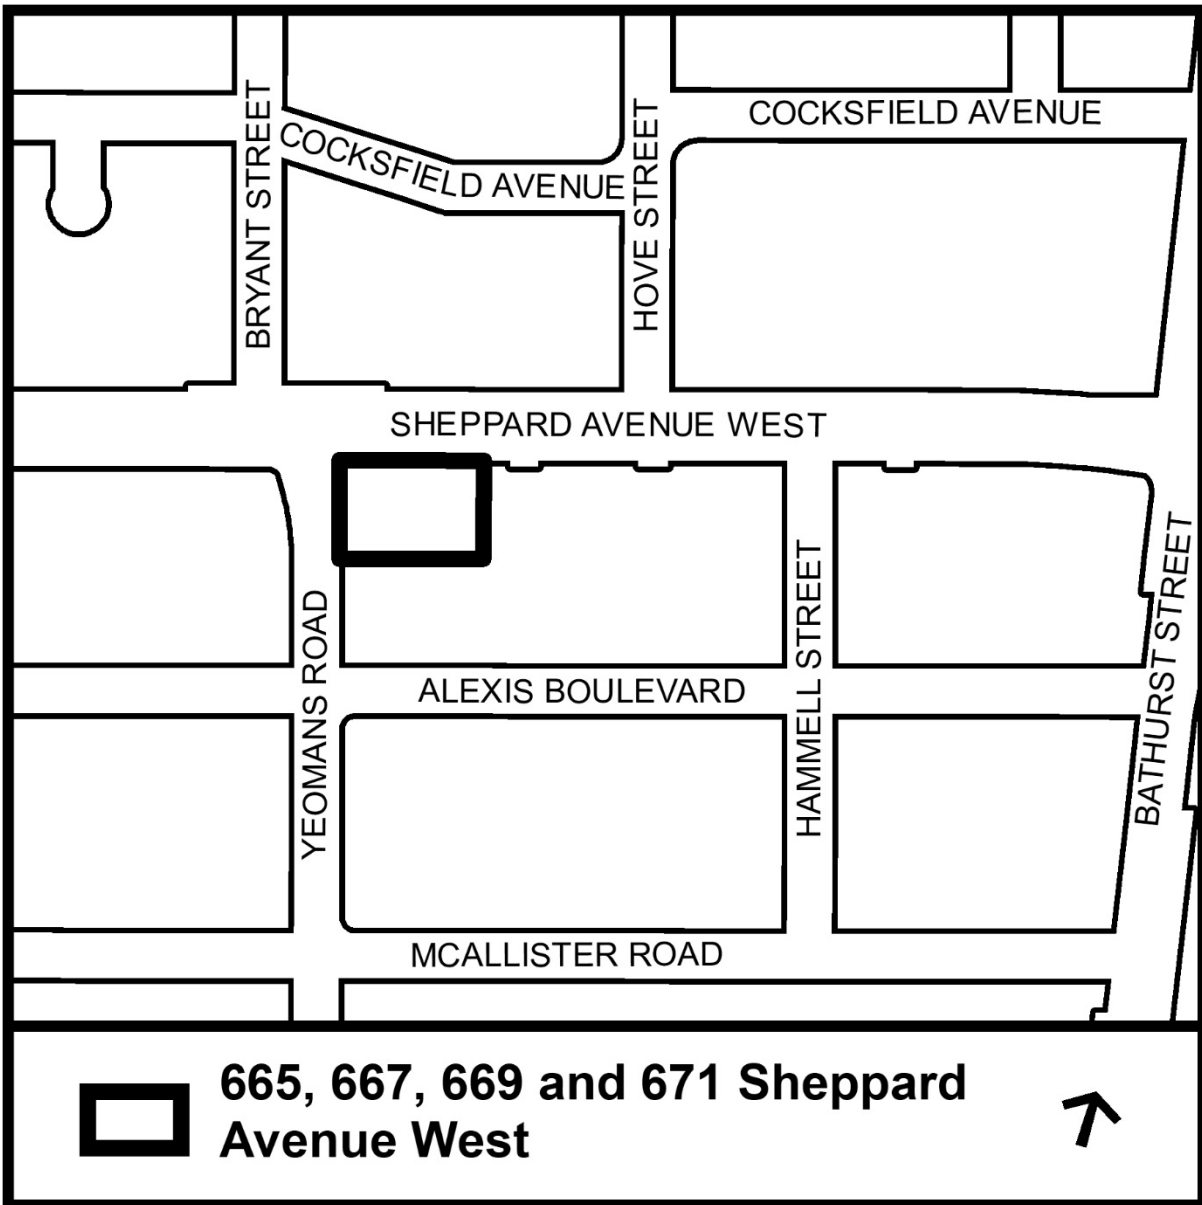 COCKSFIELD AVENUE
BRYANT STREET
COCKSFIELD AVENUE
HOVE STREET
SHEPPARD AVENUE WEST
YEOMANS ROAD
ALEXIS BOULEVARD
HAMMELL STREET
BATHURST STREET
MCALLISTER ROAD
665, 667, 669 and 671 Sheppard
Avenue West